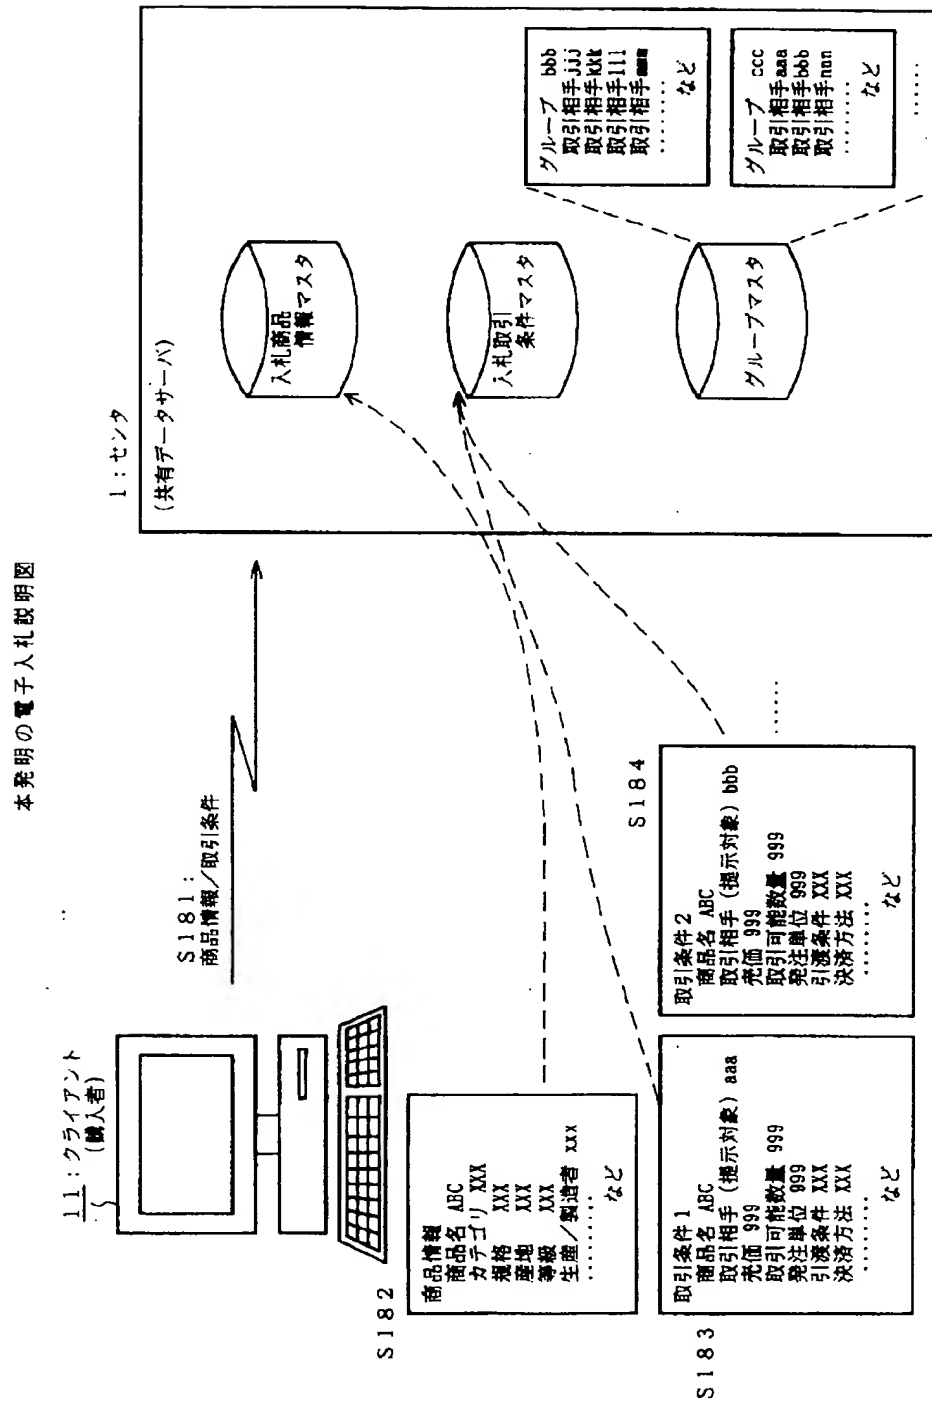 本発明の電子入札説明図
11:クライアント
(購入者)
S181:
商品情報/取引条件
1:センタ
(共有データサーバ)
入札商品
情報マスタ
入札取引
条件マスタ
グループマスタ
グループ bbb
取引相手jjj
取引相手kkk
取引相手lll
取引相手mmm
........
など
グループ ccc
取引相手aaa
取引相手bbb
取引相手nnn
........
など
......
S182
商品情報
商品名 ABC
カテゴリ XXX
規格 XXX
産地 XXX
等級 XXX
生産/製造者 xxx
........
など
S183
取引条件1
商品名 ABC
取引相手(提示対象)aaa
売価 999
取引可能数量 999
発注単位 999
引渡条件 XXX
決済方法 XXX
........
など
S184
取引条件2
商品名 ABC
取引相手(提示対象)bbb
売価 999
取引可能数量 999
発注単位 999
引渡条件 XXX
決済方法 XXX
........
など
......